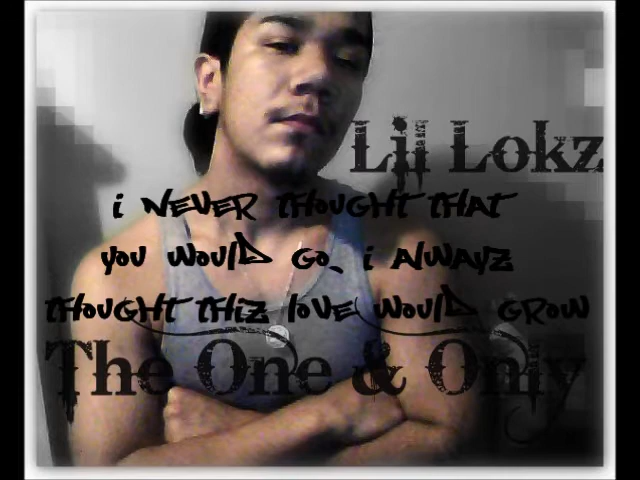 Lil Lokz
i NEVER THOUGHT THAT
YOU WOULD GO, i AlWAYZ
THOUGHT THiZ lOVE WOULD GROW
The One & Only